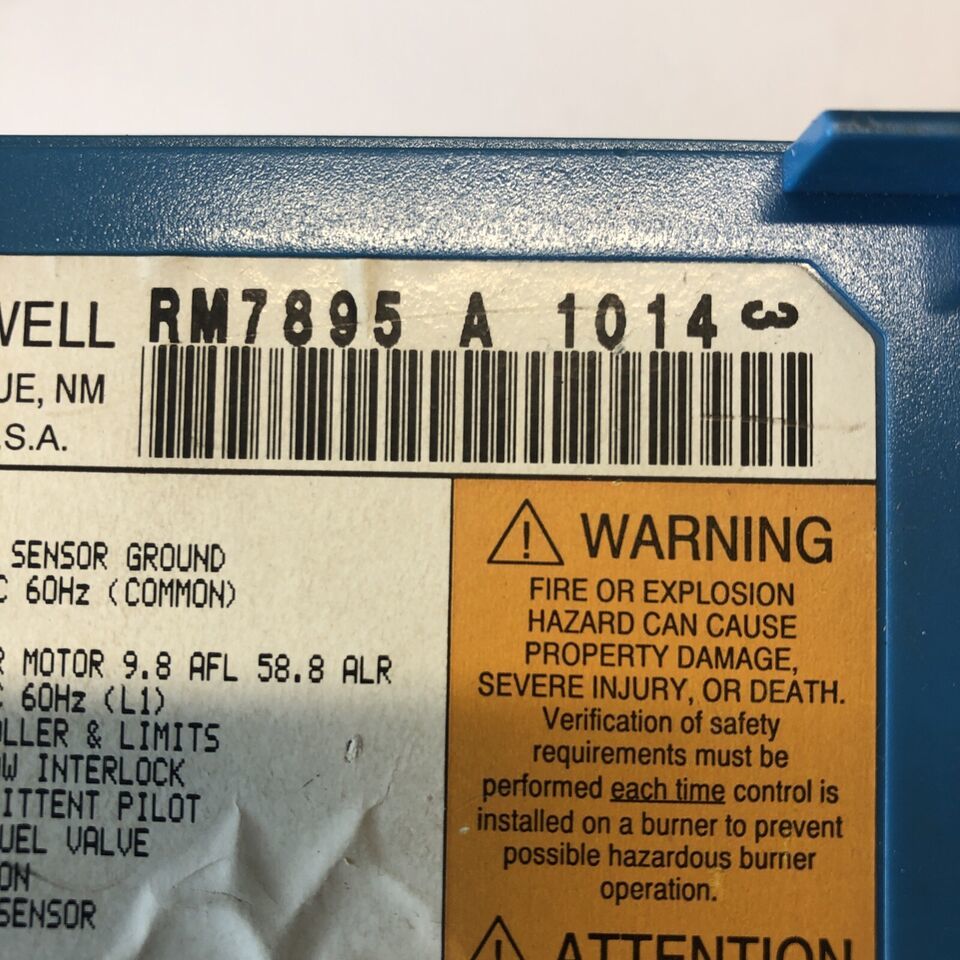 WELL RM7895 A 1014 3
UE, NM
.S.A.
SENSOR GROUND
C 60Hz (COMMON)
R MOTOR 9.8 AFL 58.8 ALR
C 60Hz (L1)
OLLER & LIMITS
OW INTERLOCK
ITTENT PILOT
UEL VALVE
ON
SENSOR
⚠ WARNING
FIRE OR EXPLOSION
HAZARD CAN CAUSE
PROPERTY DAMAGE,
SEVERE INJURY, OR DEATH.
Verification of safety
requirements must be
performed each time control is
installed on a burner to prevent
possible hazardous burner
operation.
⚠ ATTENTION